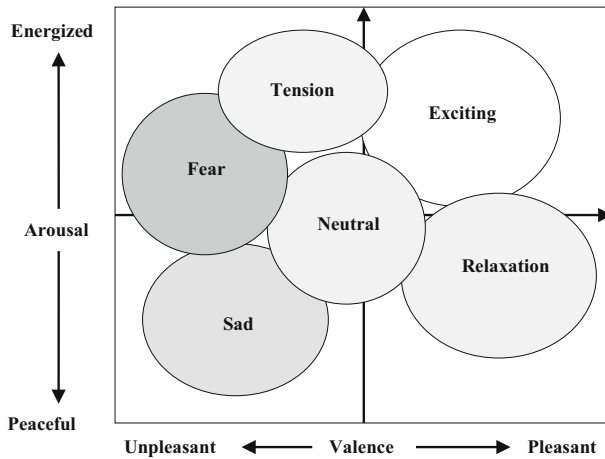 Energized
Tension
Exciting
Fear
Neutral
Arousal
Relaxation
Sad
Peaceful
Unpleasant Valence Pleasant